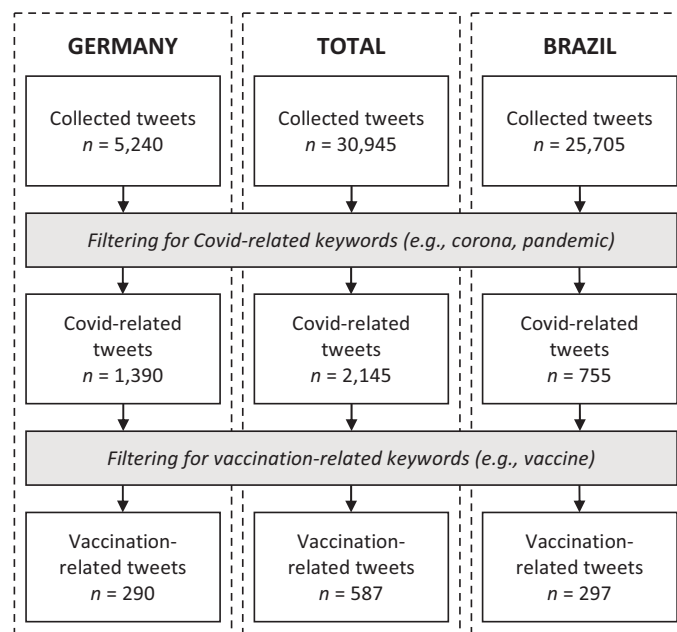 GERMANY
TOTAL
BRAZIL
Collected tweets
n = 5,240
Collected tweets
n = 30,945
Collected tweets
n = 25,705
Filtering for Covid-related keywords (e.g., corona, pandemic)
Covid-related
tweets
n = 1,390
Covid-related
tweets
n = 2,145
Covid-related
tweets
n = 755
Filtering for vaccination-related keywords (e.g., vaccine)
Vaccination-
related tweets
n = 290
Vaccination-
related tweets
n = 587
Vaccination-
related tweets
n = 297